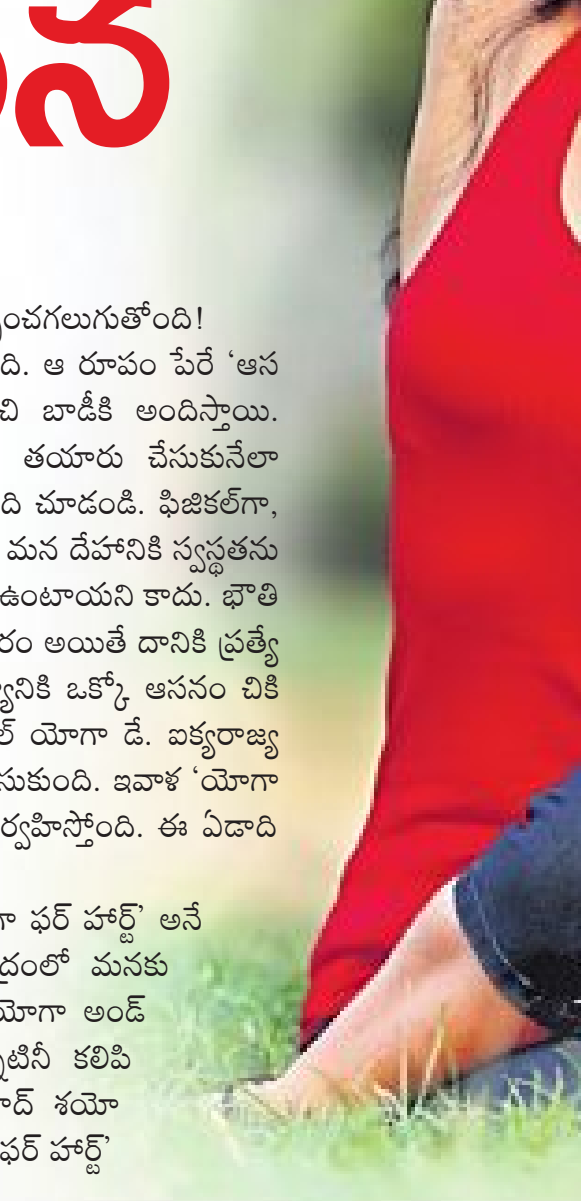 న
ంచగలుగుతోంది!
ది. ఆ రూపం పేరే ‘ఆస
చి బాడీకి అందిస్తాయి.
తయారు చేసుకునేలా
ది చూడండి. ఫిజికల్‌గా,
మన దేహానికి స్వస్థతను
ఉంటాయని కాదు. భౌతి
రం అయితే దానికి ప్రత్యే
నికి ఒక్కో ఆసనం చికి
ల్ యోగా డే. ఐక్యరాజ్య
సుకుంది. ఇవాళ ‘యోగా
ర్వహిస్తోంది. ఈ ఏడాది
గా ఫర్ హార్ట్’ అనే
ద్రంలో మనకు
యోగా అండ్
నటినీ కలిపి
వాద్ శయో
ఫర్ హార్ట్’